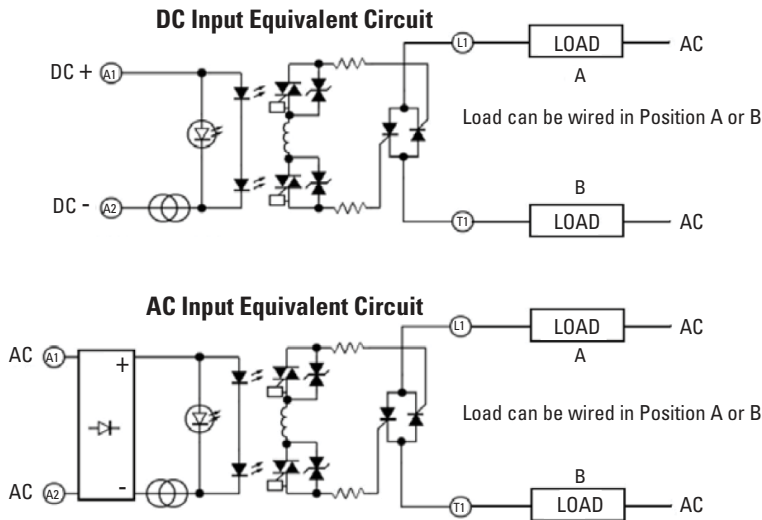 DC Input Equivalent Circuit
L1 LOAD AC
A
DC + A1
Load can be wired in Position A or B
B
DC - A2
T1 LOAD AC
AC Input Equivalent Circuit
L1 LOAD AC
A
AC A1 +
Load can be wired in Position A or B
B
AC A2 -
T1 LOAD AC